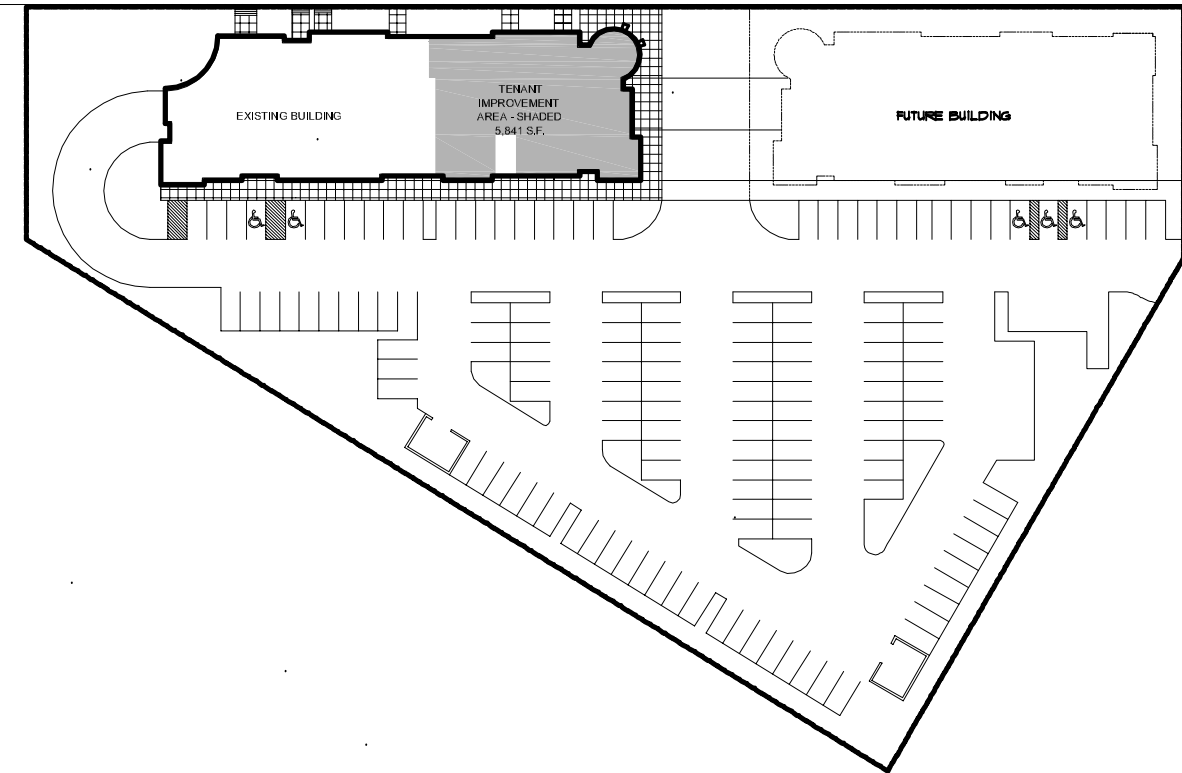 EXISTING BUILDING
TENANT
IMPROVEMENT
AREA - SHADED
5,841 S.F.
FUTURE BUILDING